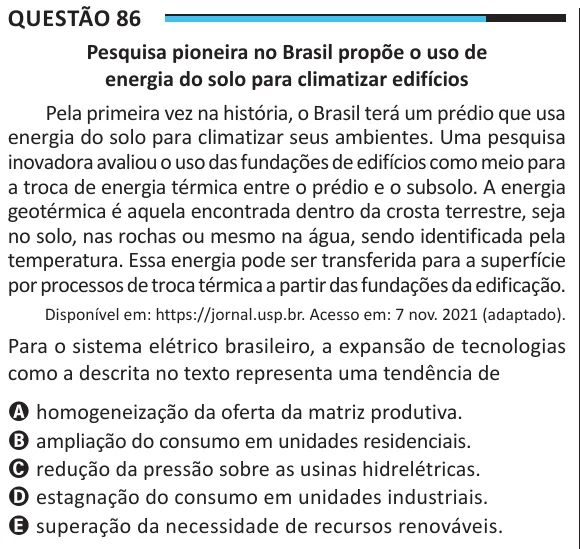 QUESTÃO 86
Pesquisa pioneira no Brasil propõe o uso de
energia do solo para climatizar edifícios
Pela primeira vez na história, o Brasil terá um prédio que usa
energia do solo para climatizar seus ambientes. Uma pesquisa
inovadora avaliou o uso das fundações de edifícios como meio para
a troca de energia térmica entre o prédio e o subsolo. A energia
geotérmica é aquela encontrada dentro da crosta terrestre, seja
no solo, nas rochas ou mesmo na água, sendo identificada pela
temperatura. Essa energia pode ser transferida para a superfície
por processos de troca térmica a partir das fundações da edificação.
Disponível em: https://jornal.usp.br. Acesso em: 7 nov. 2021 (adaptado).
Para o sistema elétrico brasileiro, a expansão de tecnologias
como a descrita no texto representa uma tendência de
A homogeneização da oferta da matriz produtiva.
B ampliação do consumo em unidades residenciais.
C redução da pressão sobre as usinas hidrelétricas.
D estagnação do consumo em unidades industriais.
E superação da necessidade de recursos renováveis.